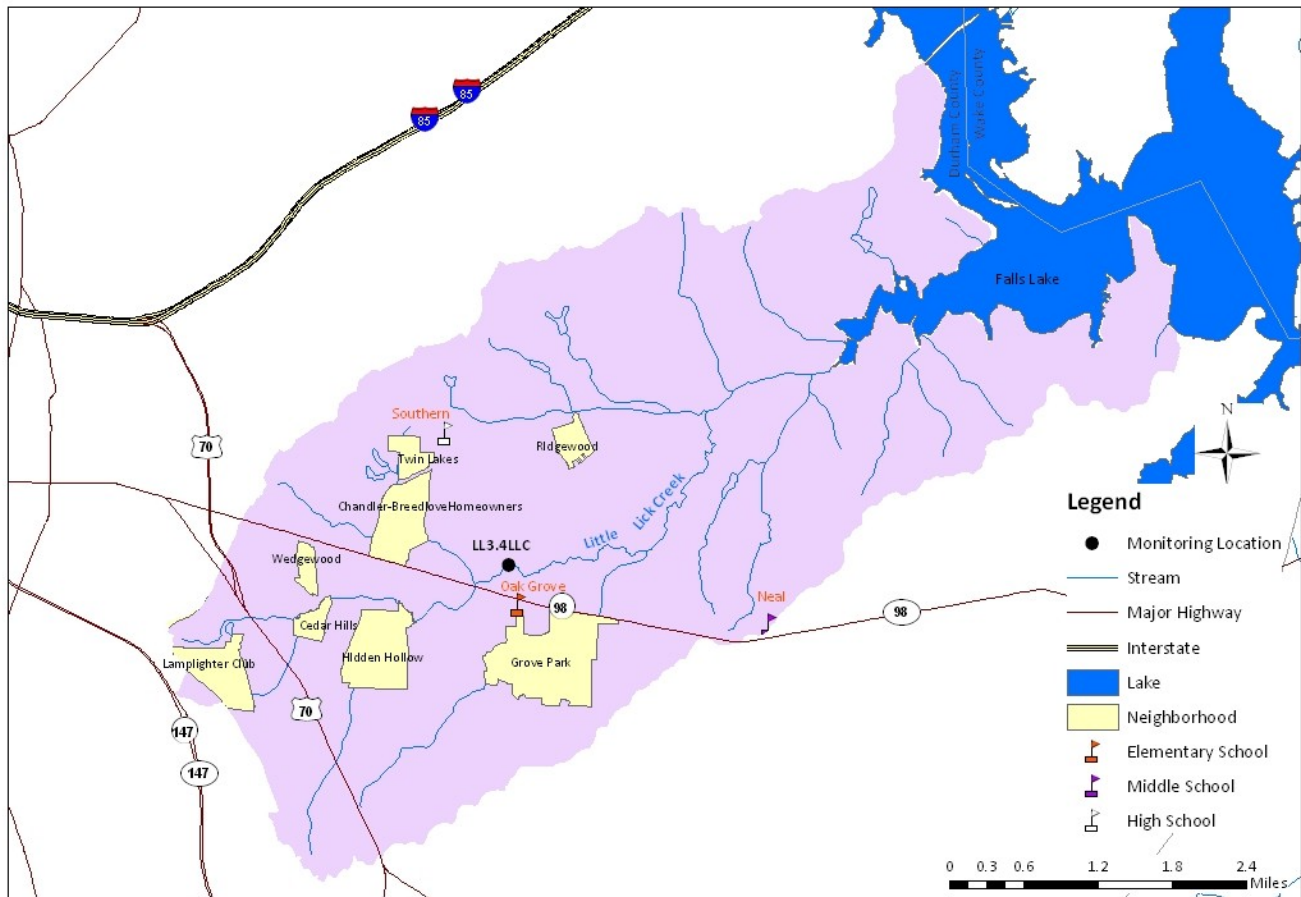 85
85
Durham County
Wake County
Falls Lake
Southern
70
Twin Lakes
Ridgewood
Chandler-BreedloveHomeowners
Little Lick Creek
LL3.4LLC
Wedgewood
Oak Grove
98
Neal
98
Cedar Hills
Lamplighter Club
Hidden Hollow
Grove Park
70
147
147
N
Legend
Monitoring Location
Stream
Major Highway
Interstate
Lake
Neighborhood
Elementary School
Middle School
High School
0 0.3 0.6 1.2 1.8 2.4
Miles